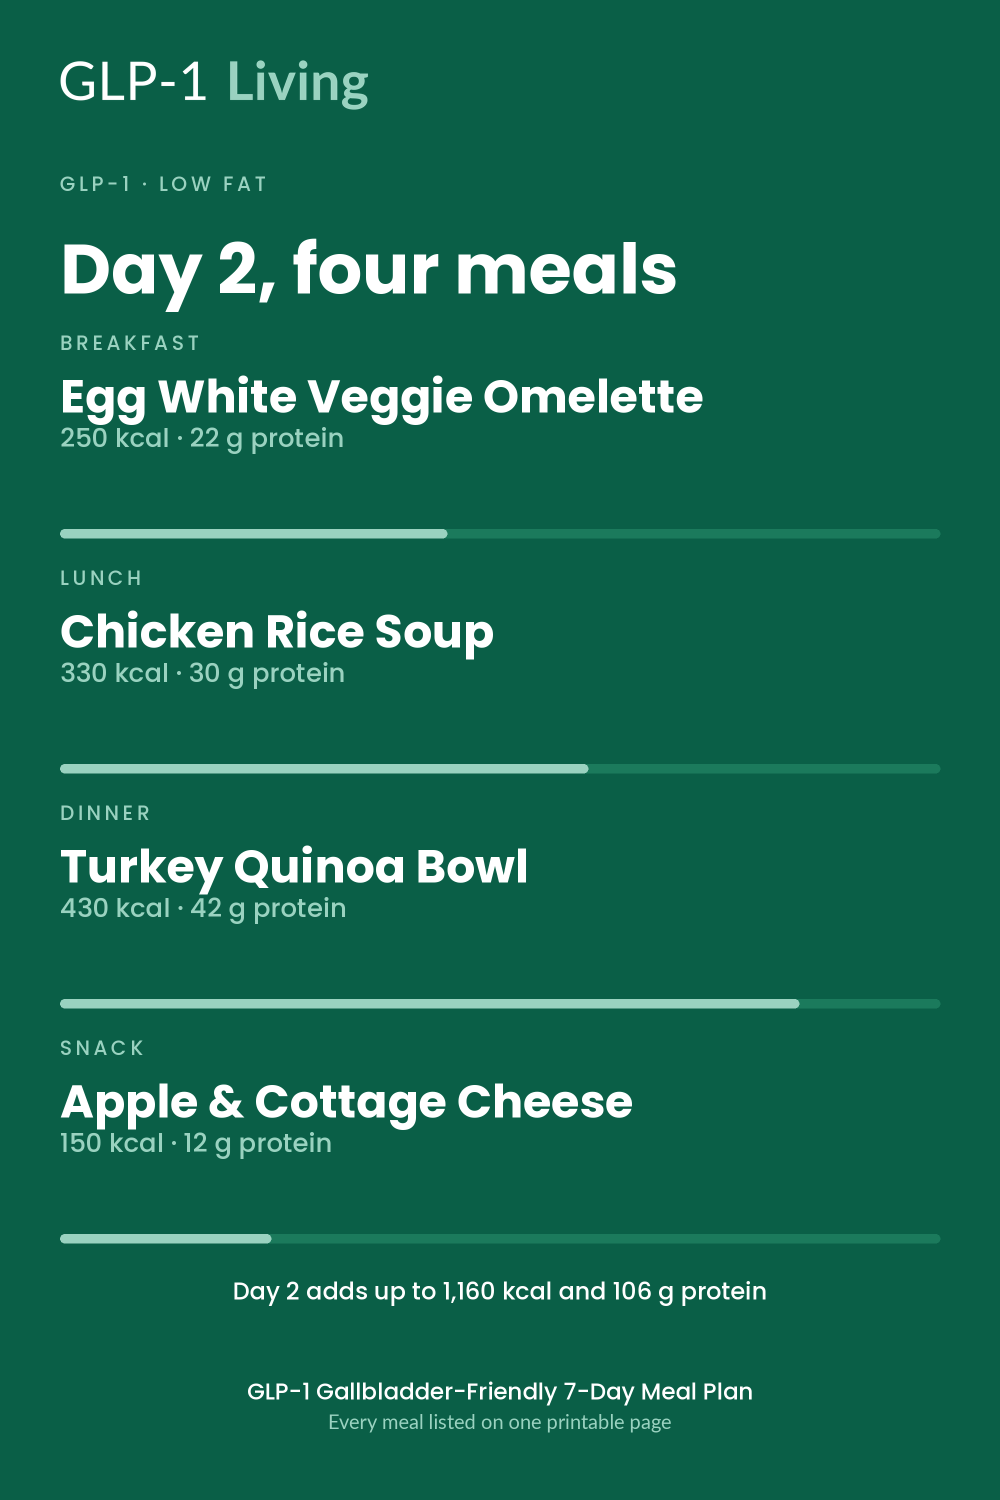 GLP-1 Living
GLP-1 · LOW FAT
Day 2, four meals
BREAKFAST
Egg White Veggie Omelette
250 kcal · 22 g protein
LUNCH
Chicken Rice Soup
330 kcal · 30 g protein
DINNER
Turkey Quinoa Bowl
430 kcal · 42 g protein
SNACK
Apple & Cottage Cheese
150 kcal · 12 g protein
Day 2 adds up to 1,160 kcal and 106 g protein
GLP-1 Gallbladder-Friendly 7-Day Meal Plan
Every meal listed on one printable page